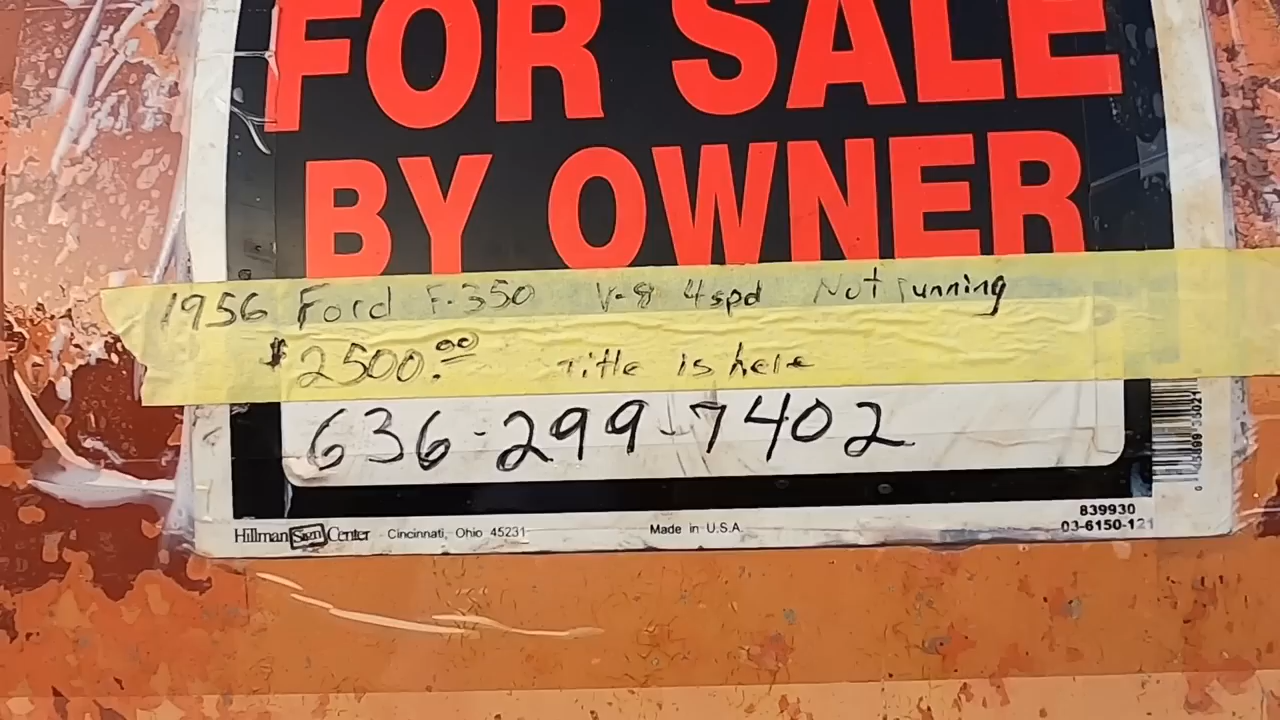 FOR SALE
BY OWNER
1956 Ford F-350 V-8 4spd Not running
$2500.00 Title is here
636-299-7402
Hillman Sign Center Cincinnati, Ohio 45231
Made in U.S.A.
839930
03-6150-121